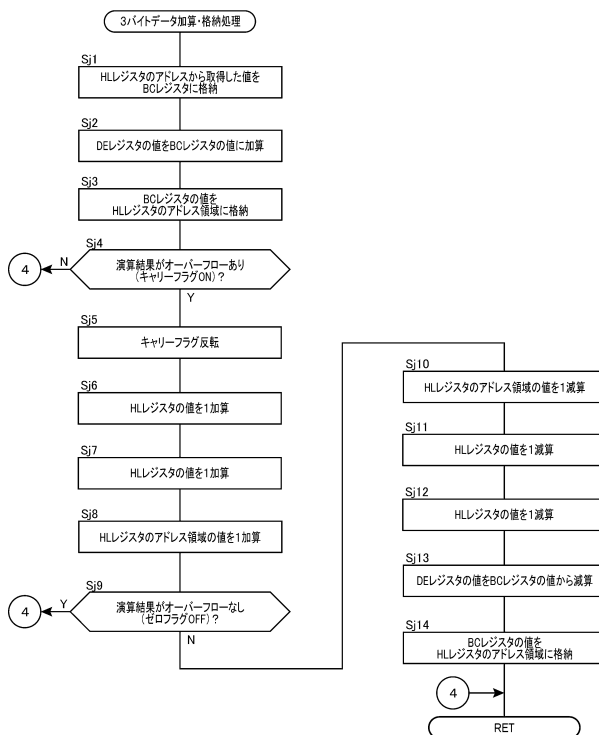 3バイトデータ加算・格納処理
Sj1
HLレジスタのアドレスから取得した値を
BCレジスタに格納
Sj2
DEレジスタの値をBCレジスタの値に加算
Sj3
BCレジスタの値を
HLレジスタのアドレス領域に格納
Sj4
演算結果がオーバーフローあり
(キャリーフラグON)?
N
4
Y
Sj5
キャリーフラグ反転
Sj6
HLレジスタの値を1加算
Sj7
HLレジスタの値を1加算
Sj8
HLレジスタのアドレス領域の値を1加算
Sj9
演算結果がオーバーフローなし
(ゼロフラグOFF)?
Y
4
N
Sj10
HLレジスタのアドレス領域の値を1減算
Sj11
HLレジスタの値を1減算
Sj12
HLレジスタの値を1減算
Sj13
DEレジスタの値をBCレジスタの値から減算
Sj14
BCレジスタの値を
HLレジスタのアドレス領域に格納
4
RET